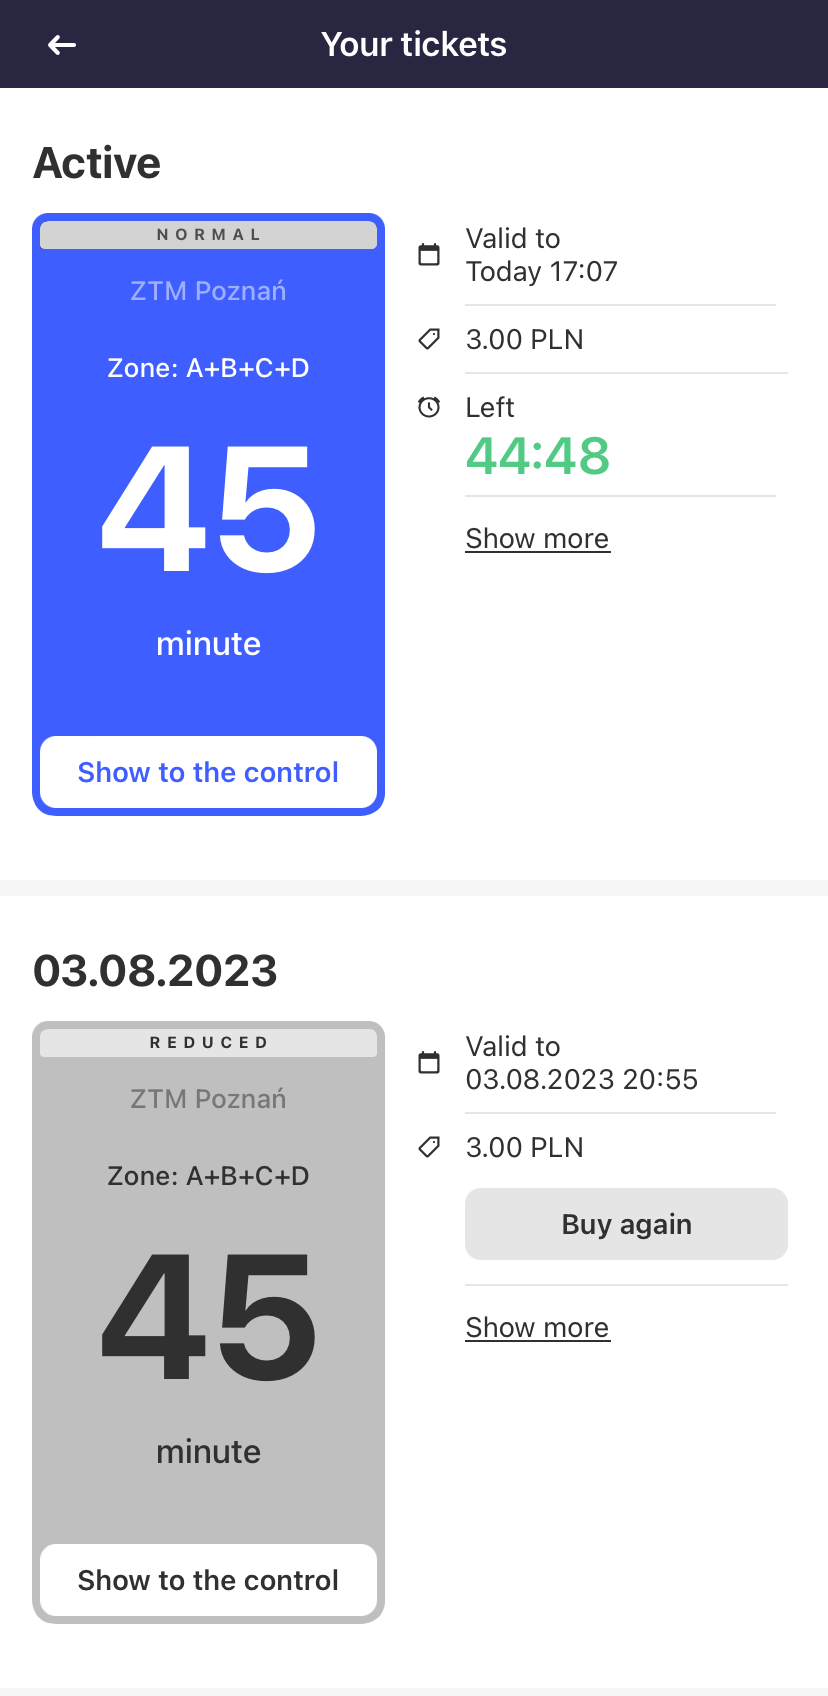 Your tickets
Active
NORMAL
ZTM Poznań
Zone: A+B+C+D
45
minute
Show to the control
Valid to
Today 17:07
3.00 PLN
Left
44:48
Show more
03.08.2023
REDUCED
ZTM Poznań
Zone: A+B+C+D
45
minute
Show to the control
Valid to
03.08.2023 20:55
3.00 PLN
Buy again
Show more